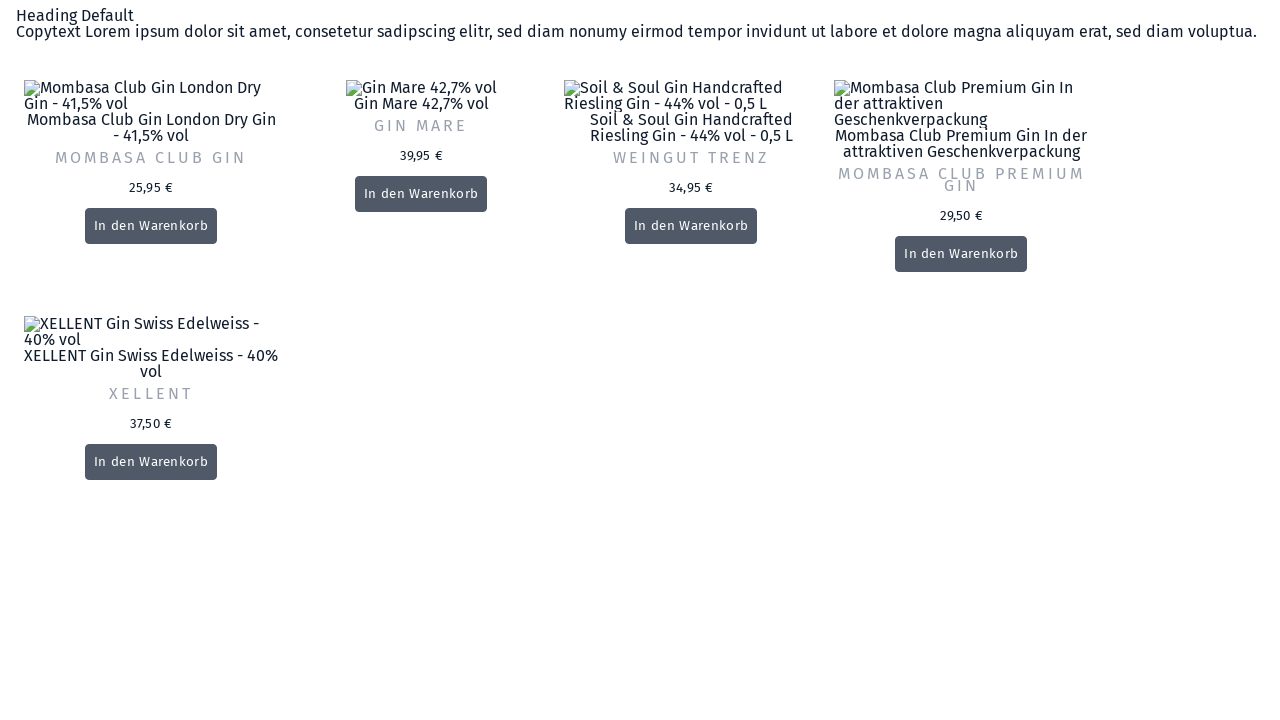 Heading Default
Copytext Lorem ipsum dolor sit amet, consetetur sadipscing elitr, sed diam nonumy eirmod tempor invidunt ut labore et dolore magna aliquyam erat, sed diam voluptua.
Mombasa Club Gin London Dry
Gin - 41,5% vol
Mombasa Club Gin London Dry Gin
- 41,5% vol
MOMBASA CLUB GIN
25,95 €
In den Warenkorb
Gin Mare 42,7% vol
Gin Mare 42,7% vol
GIN MARE
39,95 €
In den Warenkorb
Soil & Soul Gin Handcrafted
Riesling Gin - 44% vol - 0,5 L
Soil & Soul Gin Handcrafted
Riesling Gin - 44% vol - 0,5 L
WEINGUT TRENZ
34,95 €
In den Warenkorb
Mombasa Club Premium Gin In
der attraktiven
Geschenkverpackung
Mombasa Club Premium Gin In der
attraktiven Geschenkverpackung
MOMBASA CLUB PREMIUM
GIN
29,50 €
In den Warenkorb
XELLENT Gin Swiss Edelweiss -
40% vol
XELLENT Gin Swiss Edelweiss - 40%
vol
XELLENT
37,50 €
In den Warenkorb